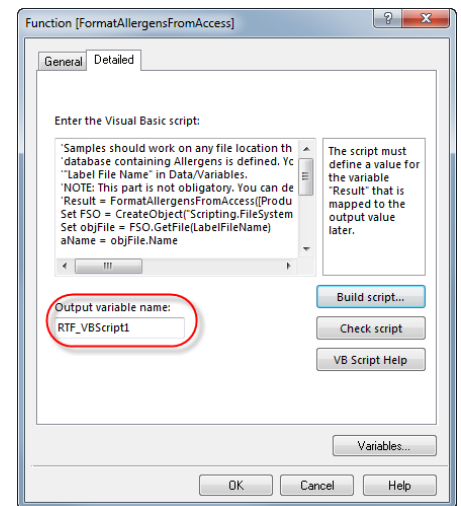 Function [FormatAllergensFromAccess]
General
Detailed
Enter the Visual Basic script:
'Samples should work on any file location th
'database containing Allergens is defined. Yc
'"Label File Name" in Data/Variables.
'NOTE: This part is not obligatory. You can de
'Result = FormatAllergensFromAccess([Produ
Set FSO = CreateObject("Scripting.FileSystem
Set objFile = FSO.GetFile(LabelFileName)
aName = objFile.Name
The script must
define a value for
the variable
"Result" that is
mapped to the
output value
later.
Output variable name:
RTF_VBScript1
Build script...
Check script
VB Script Help
Variables...
OK
Cancel
Help